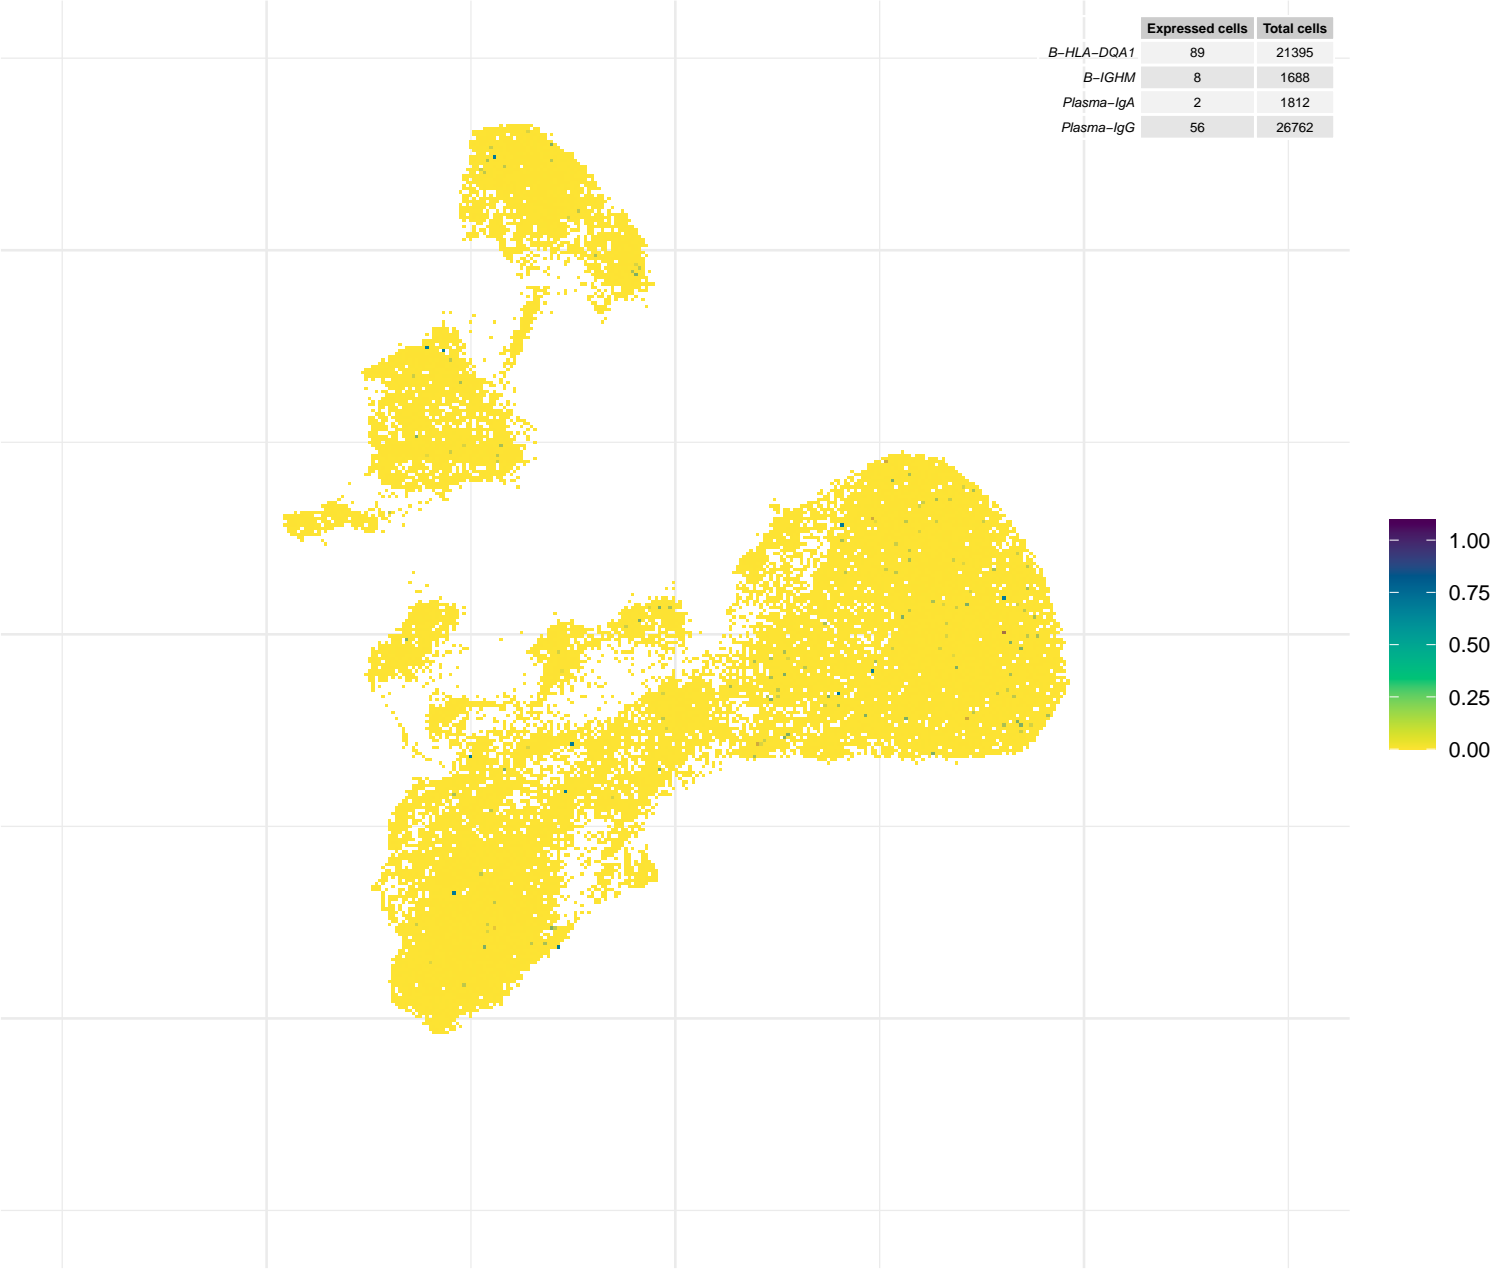 Expressed cells Total cells
B−HLA−DQA1 89 21395
B−IGHM 8 1688
Plasma−IgA 2 1812
Plasma−IgG 56 26762
1.00
0.75
0.50
0.25
0.00